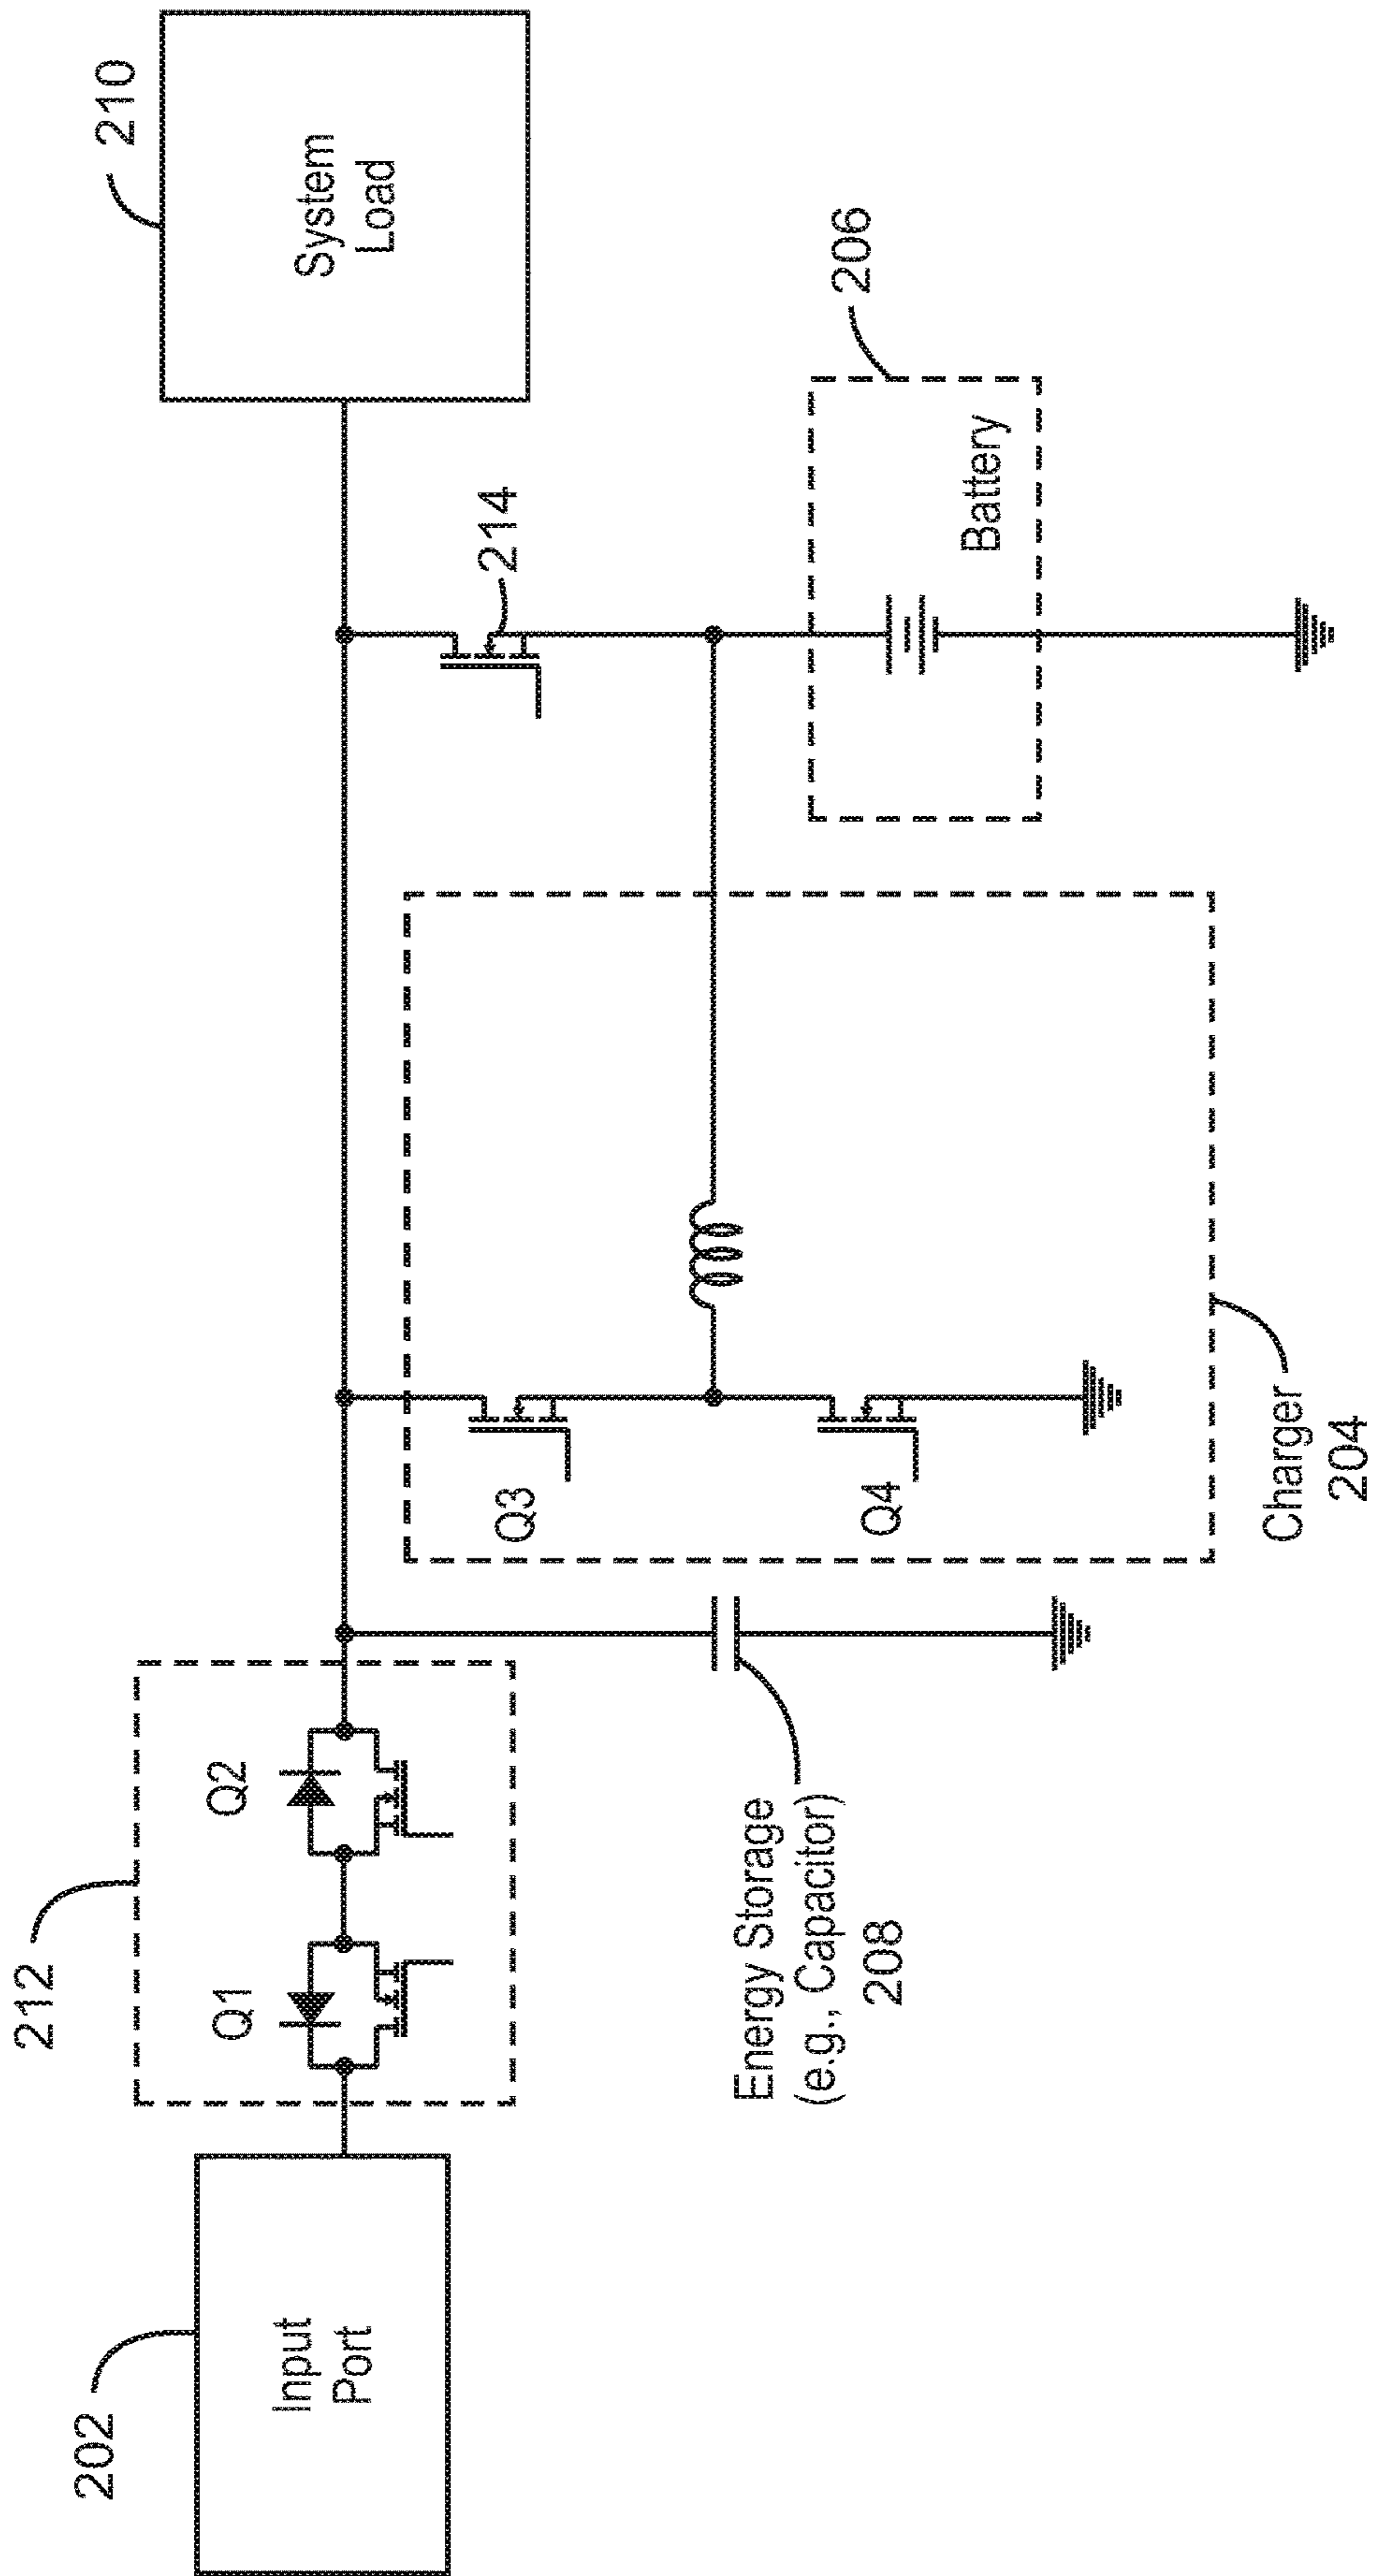 202
Input
Port
212
Q1
Q2
Energy Storage
(e.g., Capacitor)
208
Q3
Q4
Charger
204
214
Battery
206
System
Load
210